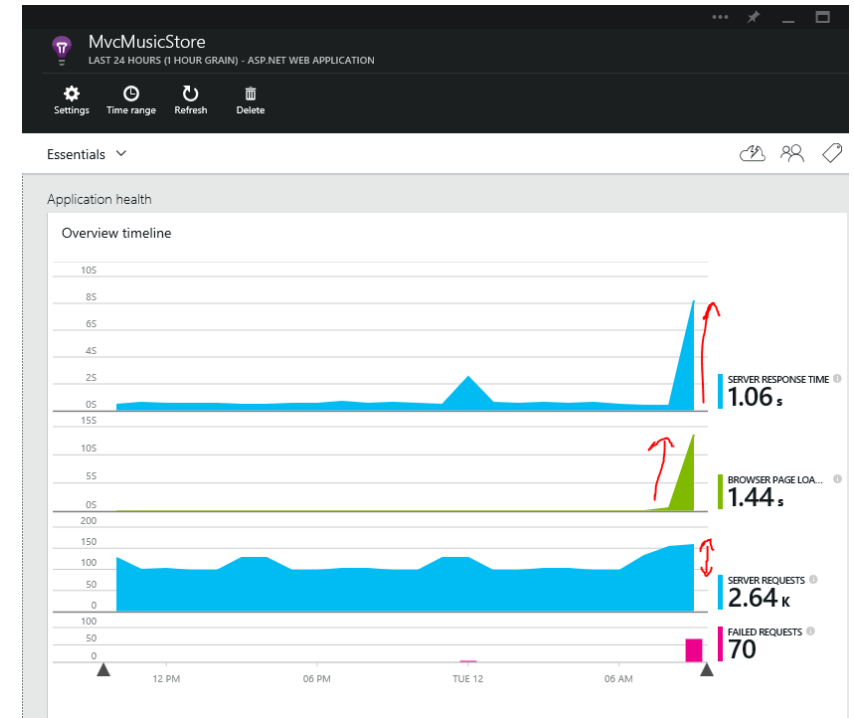 MvcMusicStore
LAST 24 HOURS (1 HOUR GRAIN) - ASP.NET WEB APPLICATION
Settings Time range Refresh Delete
Essentials
Application health
Overview timeline
10S
8S
6S
4S
2S
0S
SERVER RESPONSE TIME
1.06 s
15S
10S
5S
0S
BROWSER PAGE LOA...
1.44 s
200
150
100
50
0
SERVER REQUESTS
2.64 K
100
50
0
FAILED REQUESTS
70
12 PM 06 PM TUE 12 06 AM